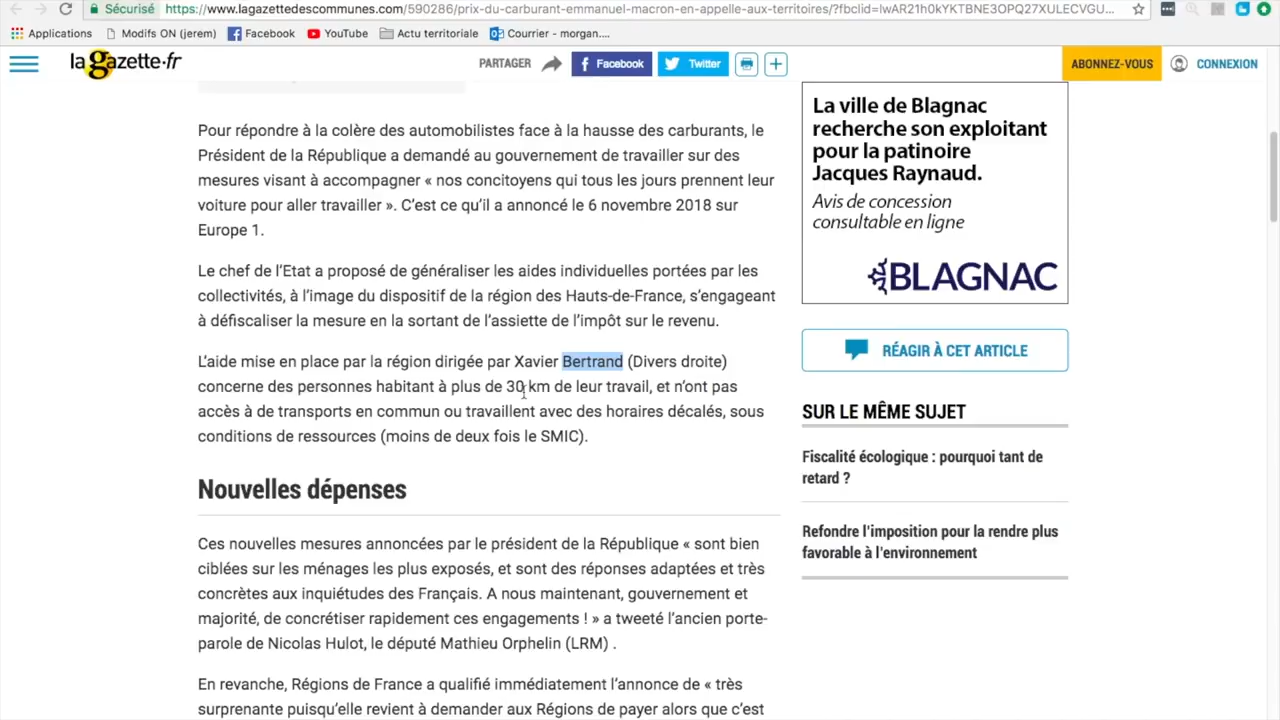 Sécurisé https://www.lagazettedescommunes.com/590286/prix-du-carburant-emmanuel-macron-en-appelle-aux-territoires/?fbclid=IwAR21h0kYKTBNE3OPQ27XULECVGU...
Applications Modifs ON (jerem) Facebook YouTube Actu territoriale Courrier - morgan....
la gazette·fr PARTAGER Facebook Twitter ABONNEZ-VOUS CONNEXION
Pour répondre à la colère des automobilistes face à la hausse des carburants, le
Président de la République a demandé au gouvernement de travailler sur des
mesures visant à accompagner « nos concitoyens qui tous les jours prennent leur
voiture pour aller travailler ». C’est ce qu’il a annoncé le 6 novembre 2018 sur
Europe 1.
Le chef de l’Etat a proposé de généraliser les aides individuelles portées par les
collectivités, à l’image du dispositif de la région des Hauts-de-France, s’engageant
à défiscaliser la mesure en la sortant de l’assiette de l’impôt sur le revenu.
L’aide mise en place par la région dirigée par Xavier Bertrand (Divers droite)
concerne des personnes habitant à plus de 30 km de leur travail, et n’ont pas
accès à de transports en commun ou travaillent avec des horaires décalés, sous
conditions de ressources (moins de deux fois le SMIC).
Nouvelles dépenses
Ces nouvelles mesures annoncées par le président de la République « sont bien
ciblées sur les ménages les plus exposés, et sont des réponses adaptées et très
concrètes aux inquiétudes des Français. A nous maintenant, gouvernement et
majorité, de concrétiser rapidement ces engagements ! » a tweeté l’ancien porte-
parole de Nicolas Hulot, le député Mathieu Orphelin (LRM) .
En revanche, Régions de France a qualifié immédiatement l’annonce de « très
surprenante puisqu’elle revient à demander aux Régions de payer alors que c’est
La ville de Blagnac
recherche son exploitant
pour la patinoire
Jacques Raynaud.
Avis de concession
consultable en ligne
BLAGNAC
RÉAGIR À CET ARTICLE
SUR LE MÊME SUJET
Fiscalité écologique : pourquoi tant de
retard ?
Refondre l’imposition pour la rendre plus
favorable à l’environnement